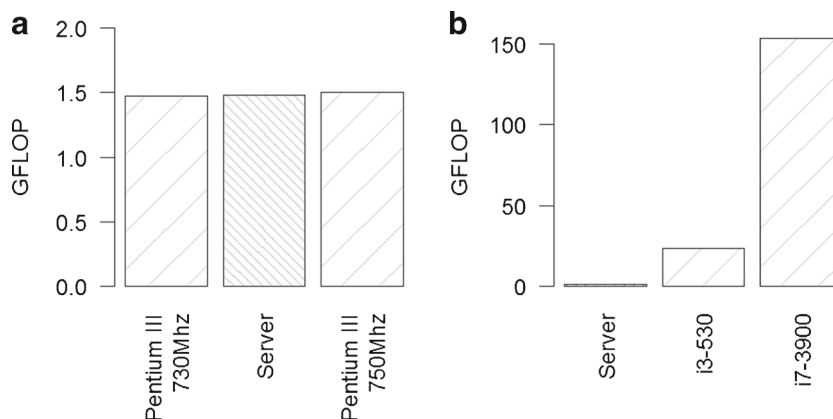 a
2.0
1.5
1.0
0.5
0.0
GFLOP
Pentium III
730Mhz
Server
Pentium III
750Mhz
b
150
100
50
0
GFLOP
Server
i3-530
i7-3900